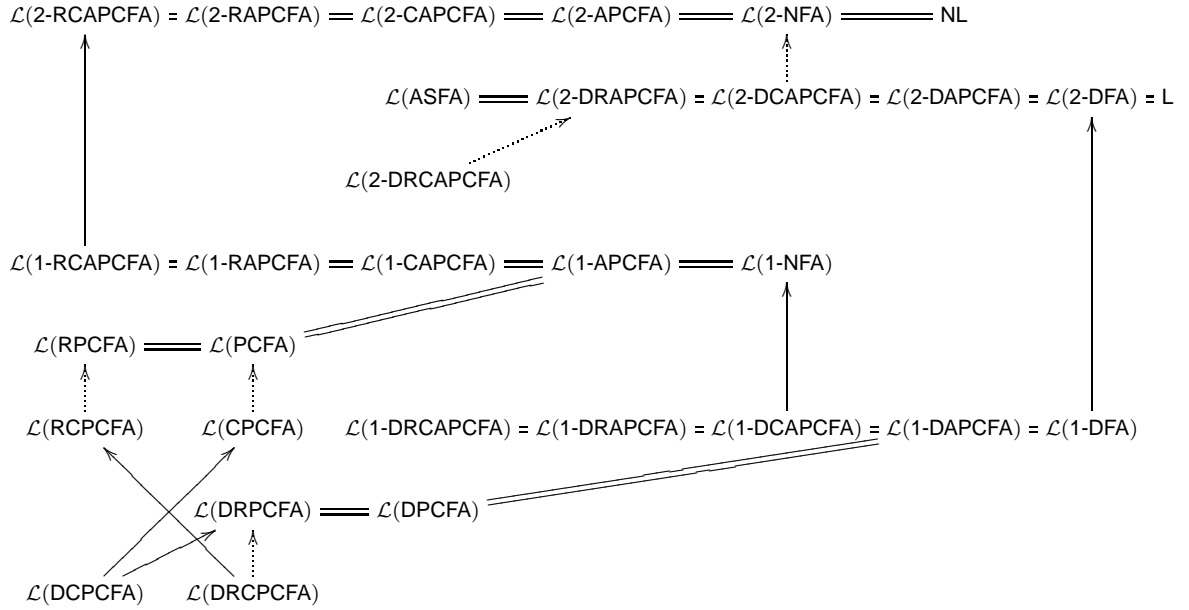 ℒ(2-RCAPCFA) = ℒ(2-RAPCFA) = ℒ(2-CAPCFA) = ℒ(2-APCFA) = ℒ(2-NFA) = NL
ℒ(ASFA) = ℒ(2-DRAPCFA) = ℒ(2-DCAPCFA) = ℒ(2-DAPCFA) = ℒ(2-DFA) = L
ℒ(2-DRCAPCFA)
ℒ(1-RCAPCFA) = ℒ(1-RAPCFA) = ℒ(1-CAPCFA) = ℒ(1-APCFA) = ℒ(1-NFA)
ℒ(RPCFA) = ℒ(PCFA)
ℒ(RCPCFA) ℒ(CPCFA) ℒ(1-DRCAPCFA) = ℒ(1-DRAPCFA) = ℒ(1-DCAPCFA) = ℒ(1-DAPCFA) = ℒ(1-DFA)
ℒ(DRPCFA) = ℒ(DPCFA)
ℒ(DCPCFA) ℒ(DRCPCFA)